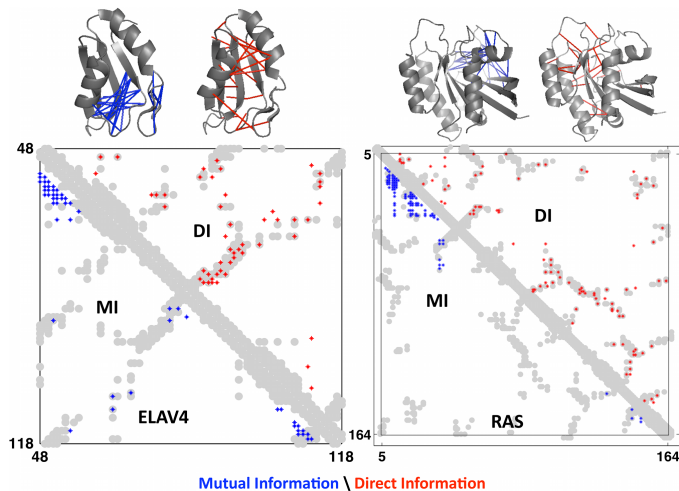 48
DI
MI
ELAV4
118
48
118
5
DI
MI
RAS
164
5
164
Mutual Information \ Direct Information